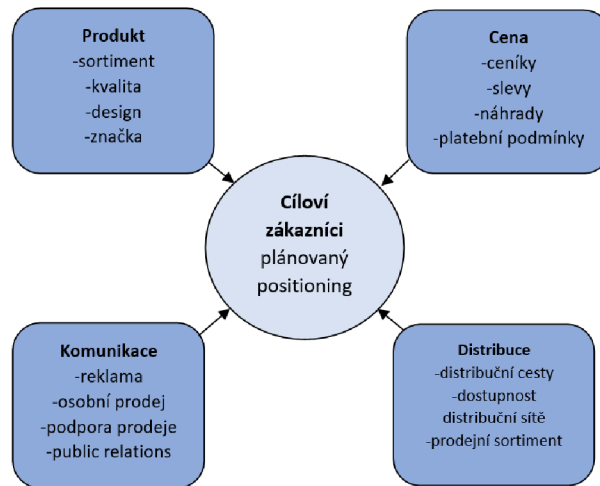 Produkt
-sortiment
-kvalita
-design
-značka
Cena
-ceníky
-slevy
-náhrady
-platební podmínky
Cíloví
zákazníci
plánovaný
positioning
Komunikace
-reklama
-osobní prodej
-podpora prodeje
-public relations
Distribuce
-distribuční cesty
-dostupnost
distribuční sítě
-prodejní sortiment